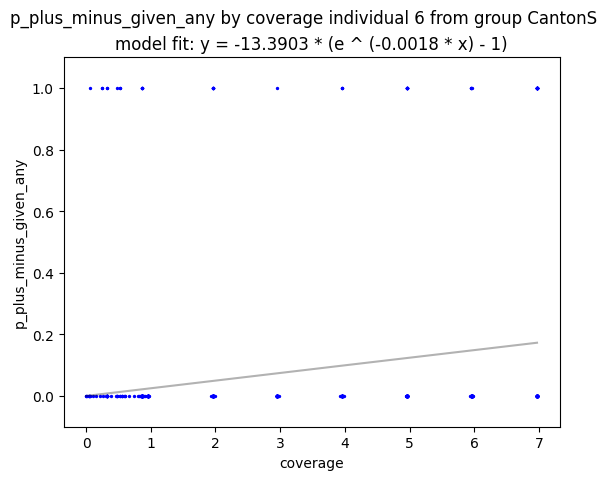 p_plus_minus_given_any by coverage individual 6 from group CantonS
model fit: y = -13.3903 * (e ^ (-0.0018 * x) - 1)
1.0
0.8
0.6
0.4
0.2
0.0
p_plus_minus_given_any
0 1 2 3 4 5 6 7
coverage